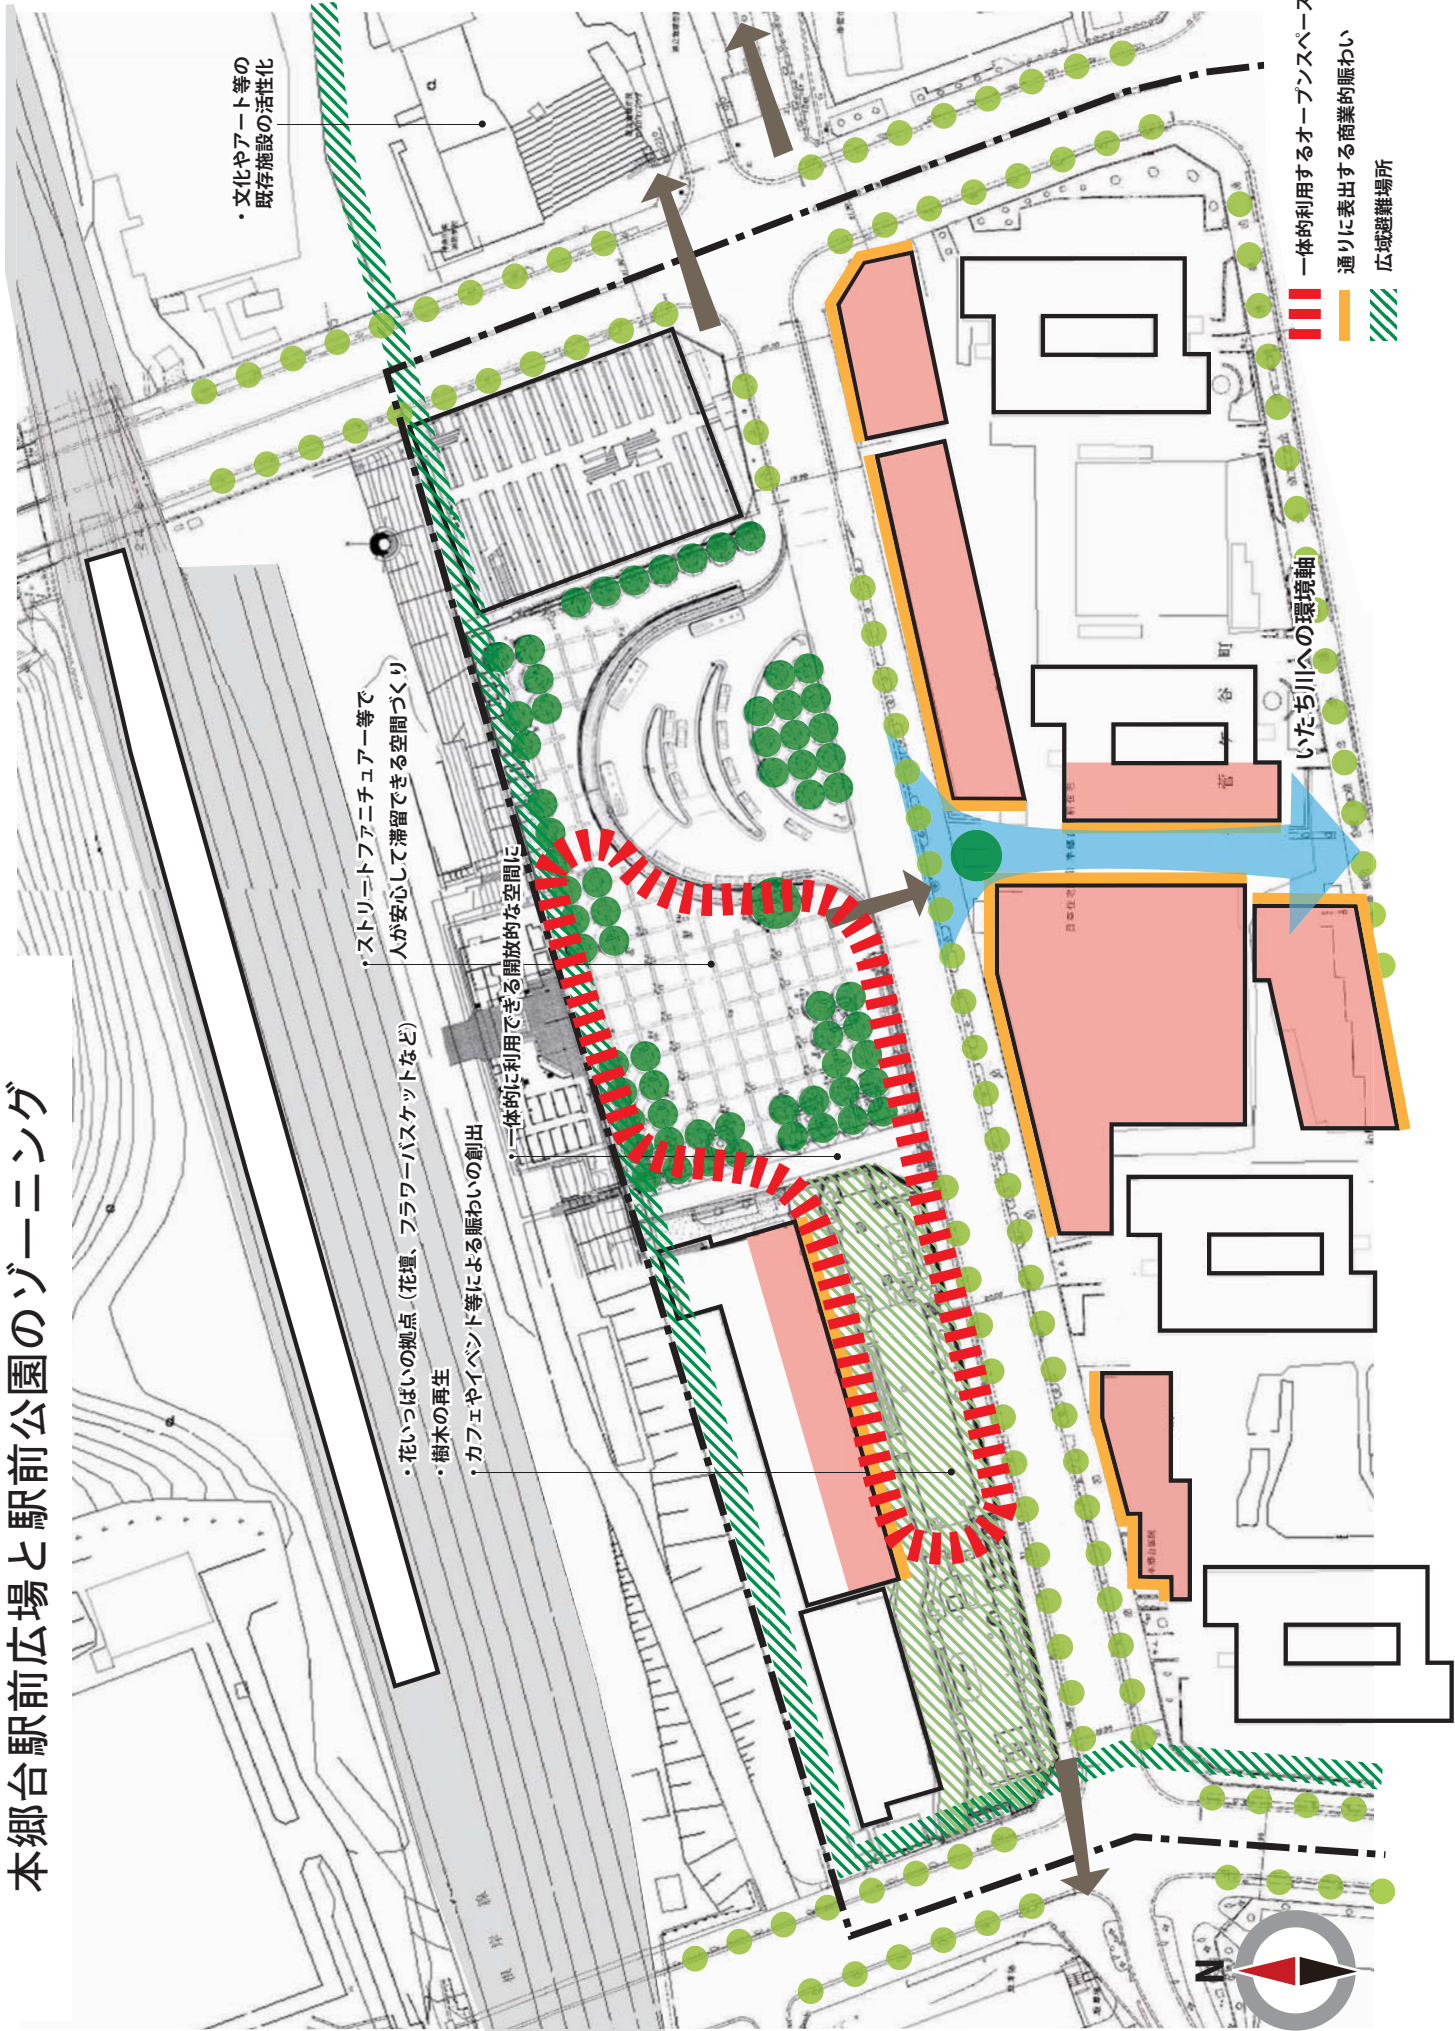 本郷台駅前広場と駅前公園のゾーニング
・文化やアート等の
既存施設の活性化
・ストリートファニチュアー等で
人が安心して滞留できる空間づくり
・一体的に利用できる開放的な空間に
・花いっぱいの拠点（花壇、フラワーバスケットなど）
・樹木の再生
・カフェやイベント等による賑わいの創出
いたち川への環境軸
一体的利用するオープンスペース
通りに表出する商業的賑わい
広域避難場所
N